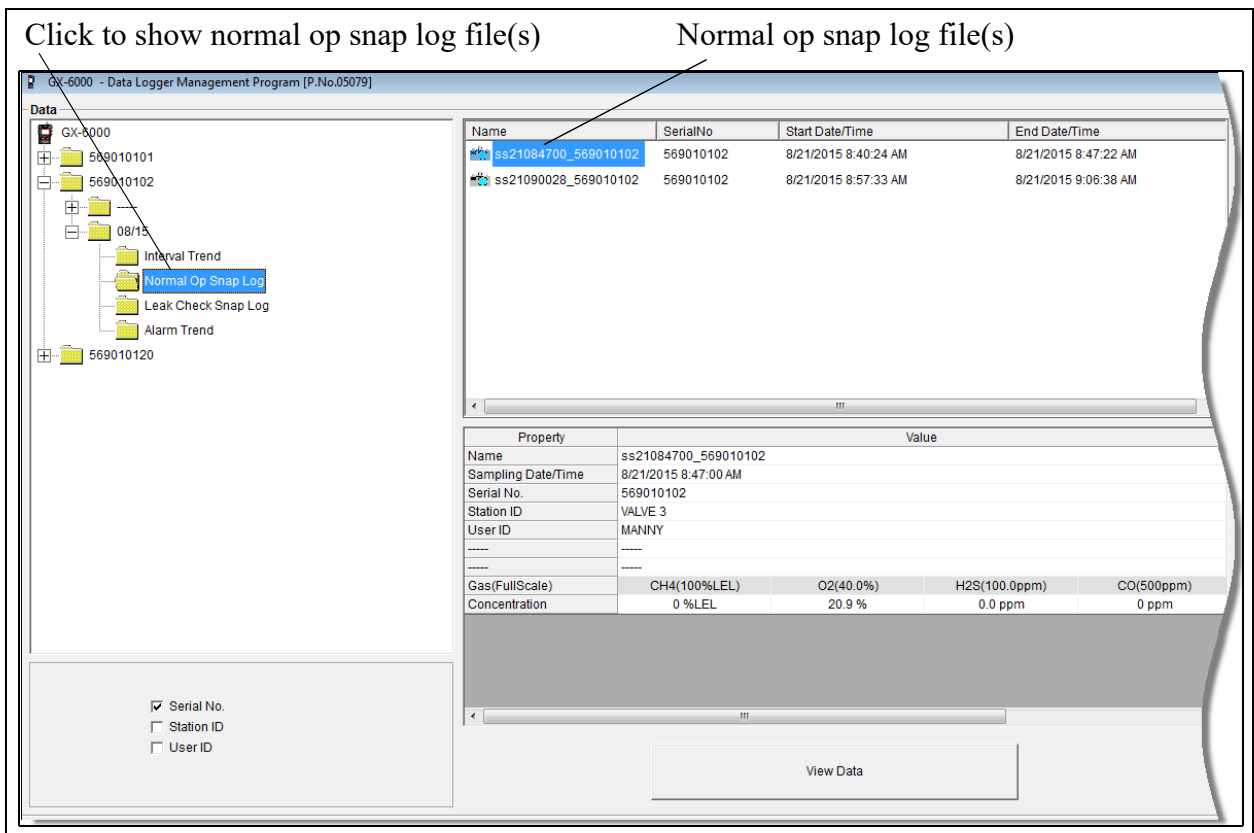 Click to show normal op snap log file(s) Normal op snap log file(s)
GX-6000 - Data Logger Management Program [P.No.05079]
Data
GX-6000
569010101
569010102
-----
08/15
Interval Trend
Normal Op Snap Log
Leak Check Snap Log
Alarm Trend
569010120
Serial No.
Station ID
User ID
Name SerialNo Start Date/Time End Date/Time
ss21084700_569010102 569010102 8/21/2015 8:40:24 AM 8/21/2015 8:47:22 AM
ss21090028_569010102 569010102 8/21/2015 8:57:33 AM 8/21/2015 9:06:38 AM
Property Value
Name ss21084700_569010102
Sampling Date/Time 8/21/2015 8:47:00 AM
Serial No. 569010102
Station ID VALVE 3
User ID MANNY
----- -----
----- -----
Gas(FullScale) CH4(100%LEL) O2(40.0%) H2S(100.0ppm) CO(500ppm)
Concentration 0 %LEL 20.9 % 0.0 ppm 0 ppm
View Data